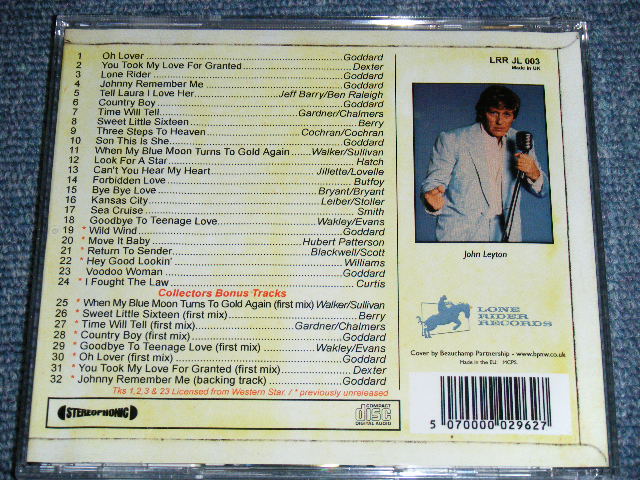 1 Oh Lover Goddard
2 You Took My Love For Granted Dexter
3 Lone Rider Goddard
4 Johnny Remember Me Goddard
5 Tell Laura I Love Her Jeff Barry/Ben Raleigh
6 Country Boy Goddard
7 Time Will Tell Gardner/Chalmers
8 Sweet Little Sixteen Berry
9 Three Steps To Heaven Cochran/Cochran
10 Son This Is She Goddard
11 When My Blue Moon Turns To Gold Again Walker/Sullivan
12 Look For A Star Hatch
13 Can't You Hear My Heart Jillette/Lovelle
14 Forbidden Love Butfoy
15 Bye Bye Love Bryant/Bryant
16 Kansas City Leiber/Stoller
17 Sea Cruise Smith
18 Goodbye To Teenage Love Wakley/Evans
19 * Wild Wind Goddard
20 * Move It Baby Hubert Patterson
21 * Return To Sender Blackwell/Scott
22 * Hey Good Lookin' Williams
23 Voodoo Woman Goddard
24 * I Fought The Law Curtis
Collectors Bonus Tracks
25 * When My Blue Moon Turns To Gold Again (first mix) Walker/Sullivan
26 * Sweet Little Sixteen (first mix) Berry
27 * Time Will Tell (first mix) Gardner/Chalmers
28 * Country Boy (first mix) Goddard
29 * Goodbye To Teenage Love (first mix) Wakley/Evans
30 * Oh Lover (first mix) Goddard
31 * You Took My Love For Granted (first mix) Dexter
32 * Johnny Remember Me (backing track) Goddard
Tks 1,2,3 & 23 Licensed from Western Star. / * previously unreleased
STEREOPHONIC
COMPACT
disc
DIGITAL AUDIO
LRR JL 003
Made in UK
John Leyton
LONE
RIDER
RECORDS
Cover by Beauchamp Partnership - www.bpnw.co.uk
Made in the EU. MCPS.
5 070000 029627